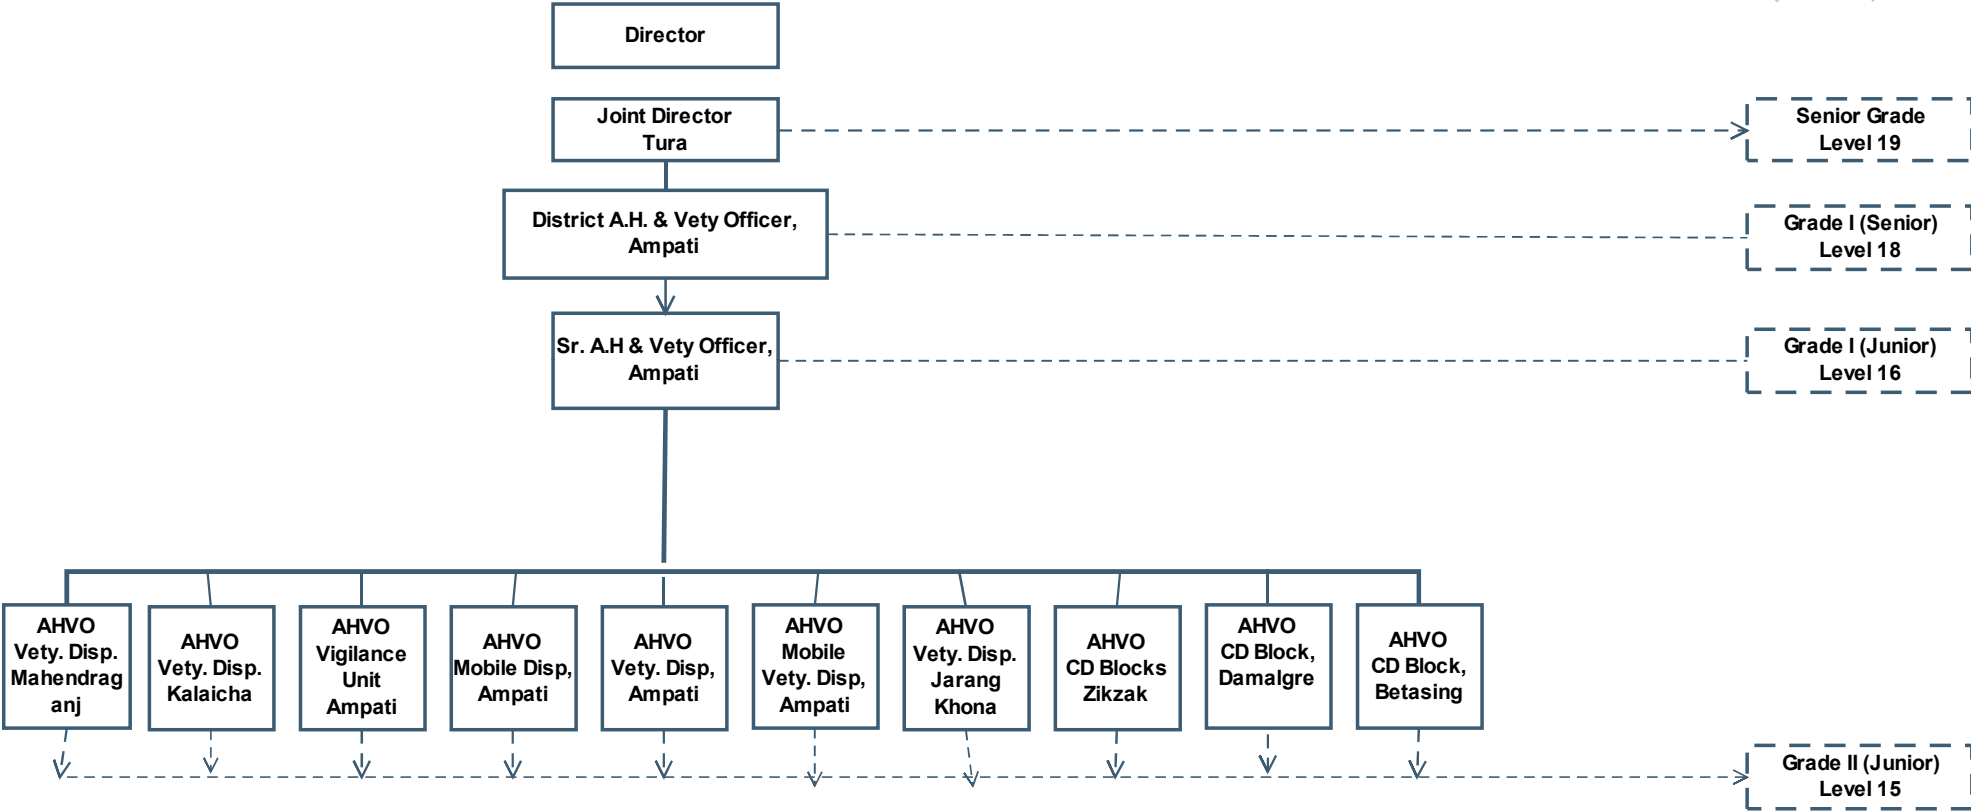 Director
Joint Director
Tura
Senior Grade
Level 19
District A.H. & Vety Officer,
Ampati
Grade I (Senior)
Level 18
Sr. A.H & Vety Officer,
Ampati
Grade I (Junior)
Level 16
AHVO
Vety. Disp.
Mahendrag
anj
AHVO
Vety. Disp.
Kalaicha
AHVO
Vigilance
Unit
Ampati
AHVO
Mobile Disp,
Ampati
AHVO
Vety. Disp,
Ampati
AHVO
Mobile
Vety. Disp,
Ampati
AHVO
Vety. Disp.
Jarang
Khona
AHVO
CD Blocks
Zikzak
AHVO
CD Block,
Damalgre
AHVO
CD Block,
Betasing
Grade II (Junior)
Level 15